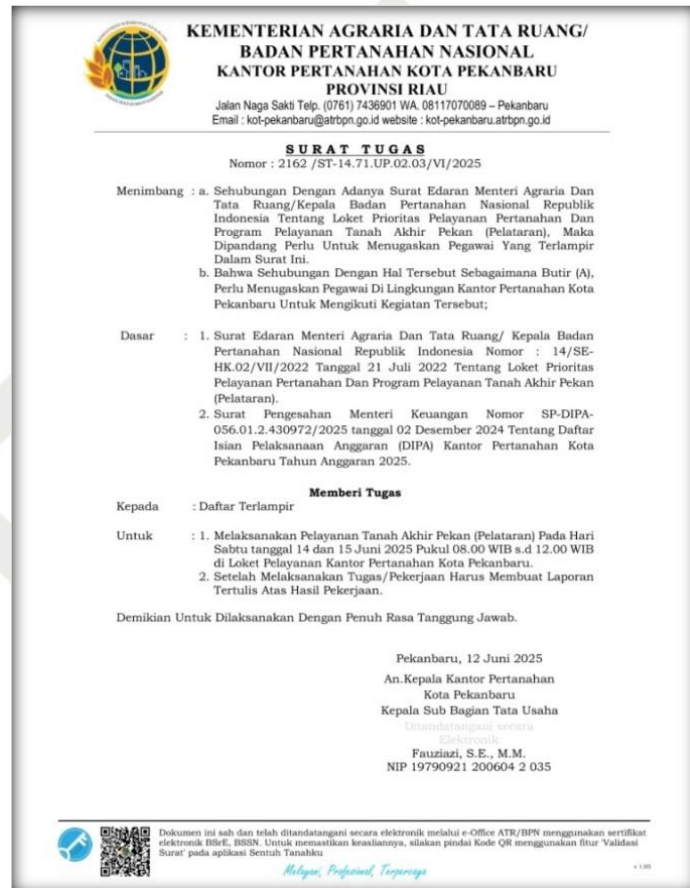 KEMENTERIAN AGRARIA DAN TATA RUANG/
BADAN PERTANAHAN NASIONAL
KANTOR PERTANAHAN KOTA PEKANBARU
PROVINSI RIAU
Jalan Naga Sakti Telp. (0761) 7436901 WA. 08117070089 – Pekanbaru
Email : kot-pekanbaru@atrbpn.go.id website : kot-pekanbaru.atrbpn.go.id
SURAT TUGAS
Nomor : 2162 /ST-14.71.UP.02.03/VI/2025
Menimbang : a. Sehubungan Dengan Adanya Surat Edaran Menteri Agraria Dan
Tata Ruang/Kepala Badan Pertanahan Nasional Republik
Indonesia Tentang Loket Prioritas Pelayanan Pertanahan Dan
Program Pelayanan Tanah Akhir Pekan (Pelataran), Maka
Dipandang Perlu Untuk Menugaskan Pegawai Yang Terlampir
Dalam Surat Ini.
b. Bahwa Sehubungan Dengan Hal Tersebut Sebagaimana Butir (A),
Perlu Menugaskan Pegawai Di Lingkungan Kantor Pertanahan Kota
Pekanbaru Untuk Mengikuti Kegiatan Tersebut;
Dasar : 1. Surat Edaran Menteri Agraria Dan Tata Ruang/ Kepala Badan
Pertanahan Nasional Republik Indonesia Nomor : 14/SE-
HK.02/VII/2022 Tanggal 21 Juli 2022 Tentang Loket Prioritas
Pelayanan Pertanahan Dan Program Pelayanan Tanah Akhir Pekan
(Pelataran).
2. Surat Pengesahan Menteri Keuangan Nomor SP-DIPA-
056.01.2.430972/2025 tanggal 02 Desember 2024 Tentang Daftar
Isian Pelaksanaan Anggaran (DIPA) Kantor Pertanahan Kota
Pekanbaru Tahun Anggaran 2025.
Memberi Tugas
Kepada : Daftar Terlampir
Untuk : 1. Melaksanakan Pelayanan Tanah Akhir Pekan (Pelataran) Pada Hari
Sabtu tanggal 14 dan 15 Juni 2025 Pukul 08.00 WIB s.d 12.00 WIB
di Loket Pelayanan Kantor Pertanahan Kota Pekanbaru.
2. Setelah Melaksanakan Tugas/Pekerjaan Harus Membuat Laporan
Tertulis Atas Hasil Pekerjaan.
Demikian Untuk Dilaksanakan Dengan Penuh Rasa Tanggung Jawab.
Pekanbaru, 12 Juni 2025
An.Kepala Kantor Pertanahan
Kota Pekanbaru
Kepala Sub Bagian Tata Usaha
Ditandatangani secara
Elektronik
Fauziazi, S.E., M.M.
NIP 19790921 200604 2 035
Dokumen ini sah dan telah ditandatangani secara elektronik melalui e-Office ATR/BPN menggunakan sertifikat
elektronik BSrE, BSSN. Untuk memastikan keasliannya, silakan pindai Kode QR menggunakan fitur 'Validasi
Surat' pada aplikasi Sentuh Tanahku
Melayani, Profesional, Terpercaya
v 1.00